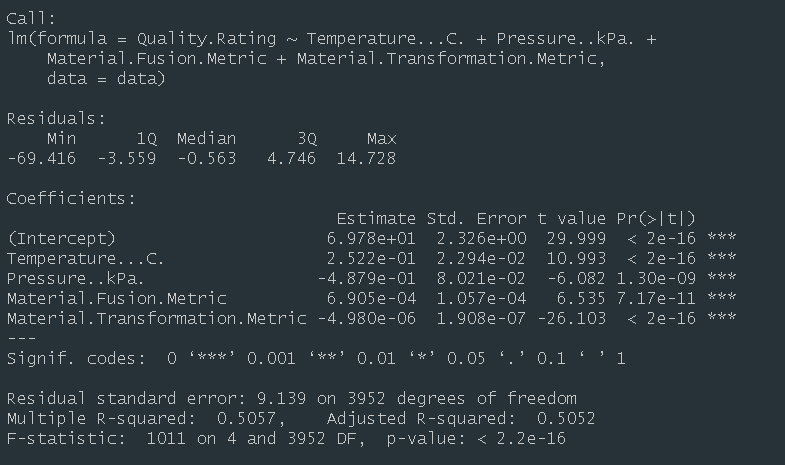 Call:
lm(formula = Quality.Rating ~ Temperature...C. + Pressure..kPa. +
    Material.Fusion.Metric + Material.Transformation.Metric,
    data = data)

Residuals:
    Min      1Q  Median      3Q     Max
-69.416  -3.559  -0.563   4.746  14.728

Coefficients:
                                 Estimate Std. Error t value Pr(>|t|)
(Intercept)                     6.978e+01  2.326e+00  29.999  < 2e-16 ***
Temperature...C.                2.522e-01  2.294e-02  10.993  < 2e-16 ***
Pressure..kPa.                 -4.879e-01  8.021e-02  -6.082 1.30e-09 ***
Material.Fusion.Metric          6.905e-04  1.057e-04   6.535 7.17e-11 ***
Material.Transformation.Metric -4.980e-06  1.908e-07 -26.103  < 2e-16 ***
---
Signif. codes:  0 ‘***’ 0.001 ‘**’ 0.01 ‘*’ 0.05 ‘.’ 0.1 ‘ ’ 1

Residual standard error: 9.139 on 3952 degrees of freedom
Multiple R-squared:  0.5057,	Adjusted R-squared:  0.5052
F-statistic:  1011 on 4 and 3952 DF,  p-value: < 2.2e-16